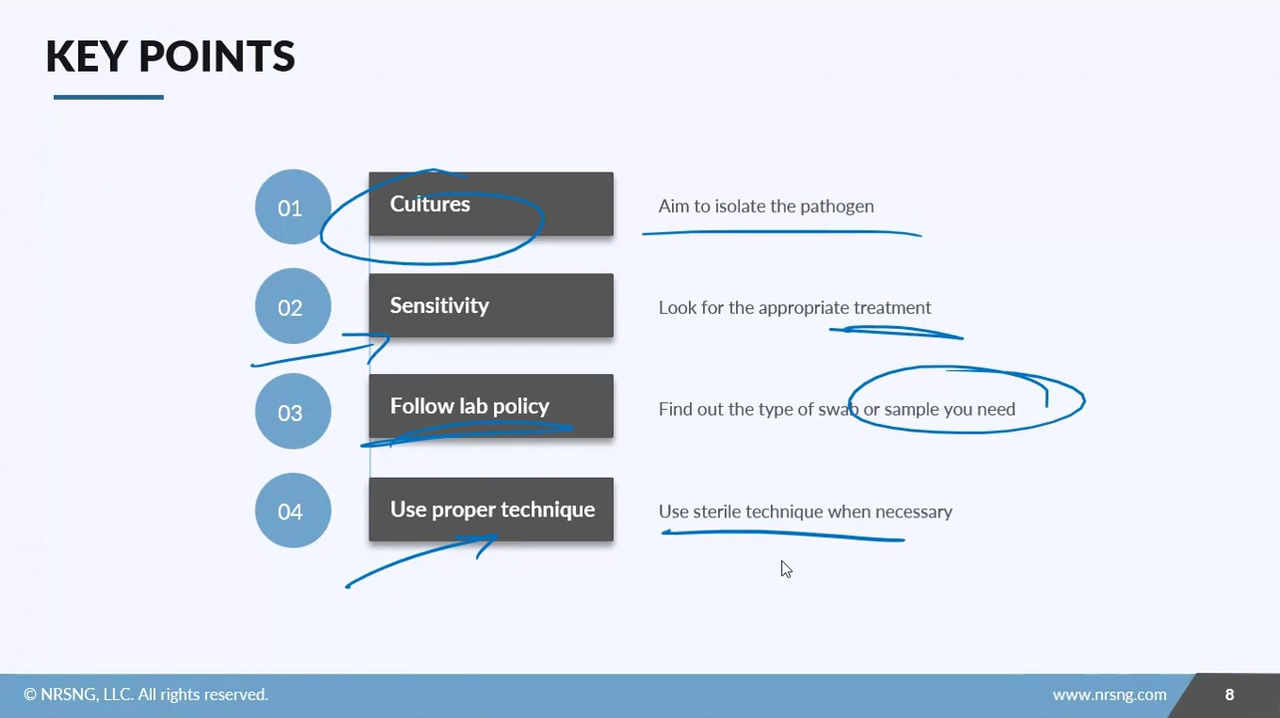 KEY POINTS
01
Cultures
Aim to isolate the pathogen
02
Sensitivity
Look for the appropriate treatment
03
Follow lab policy
Find out the type of swab or sample you need
04
Use proper technique
Use sterile technique when necessary
© NRSNG, LLC. All rights reserved.
www.nrsng.com
8